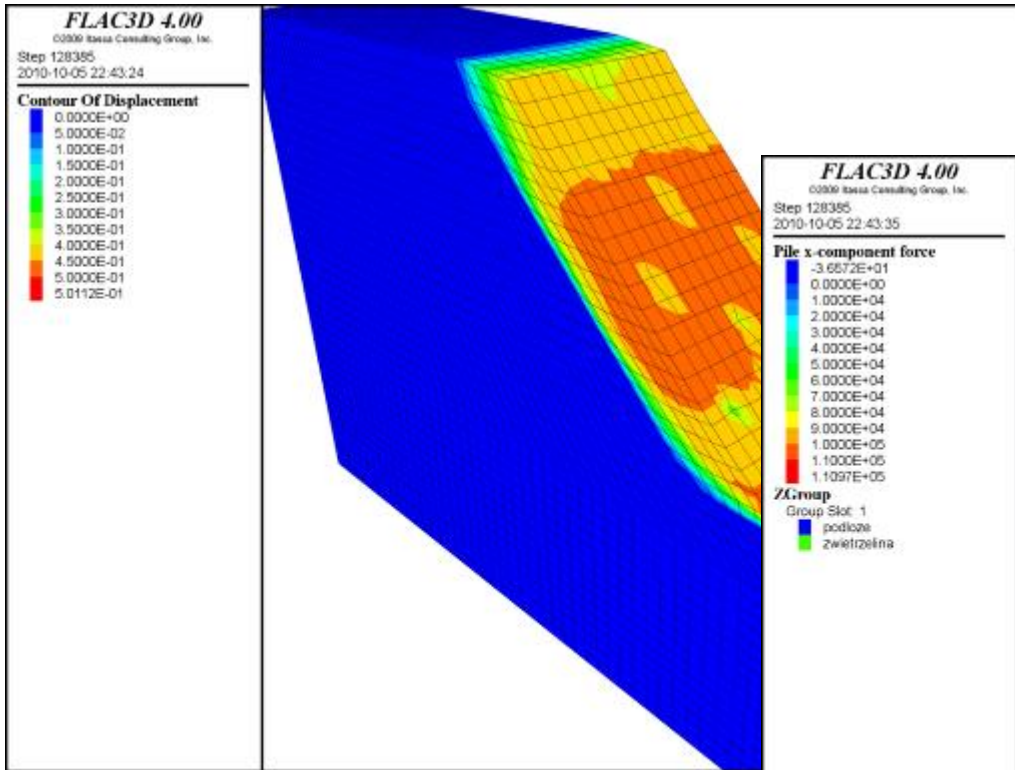 FLAC3D 4.00
©2009 Itasca Consulting Group, Inc.
Step 128385
2010-10-05 22:43:24
Contour Of Displacement
0.0000E+00
5.0000E-02
1.0000E-01
1.5000E-01
2.0000E-01
2.5000E-01
3.0000E-01
3.5000E-01
4.0000E-01
4.5000E-01
5.0000E-01
5.0112E-01
FLAC3D 4.00
©2009 Itasca Consulting Group, Inc.
Step 128385
2010-10-05 22:43:35
Pile x-component force
-3.6572E+01
0.0000E+00
1.0000E+04
2.0000E+04
3.0000E+04
4.0000E+04
5.0000E+04
6.0000E+04
7.0000E+04
8.0000E+04
9.0000E+04
1.0000E+05
1.1000E+05
1.1097E+05
ZGroup
Group Slot: 1
podloze
zwietrzelina